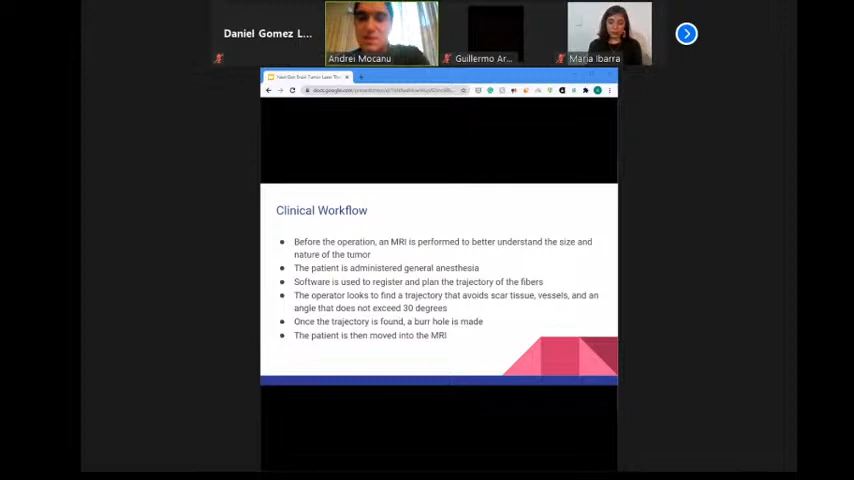 Daniel Gomez L...
Andrei Mocanu
Guillermo Ar...
Maria Ibarra
Clinical Workflow
Before the operation, an MRI is performed to better understand the size and
nature of the tumor
The patient is administered general anesthesia
Software is used to register and plan the trajectory of the fibers
The operator looks to find a trajectory that avoids scar tissue, vessels, and an
angle that does not exceed 30 degrees
Once the trajectory is found, a burr hole is made
The patient is then moved into the MRI